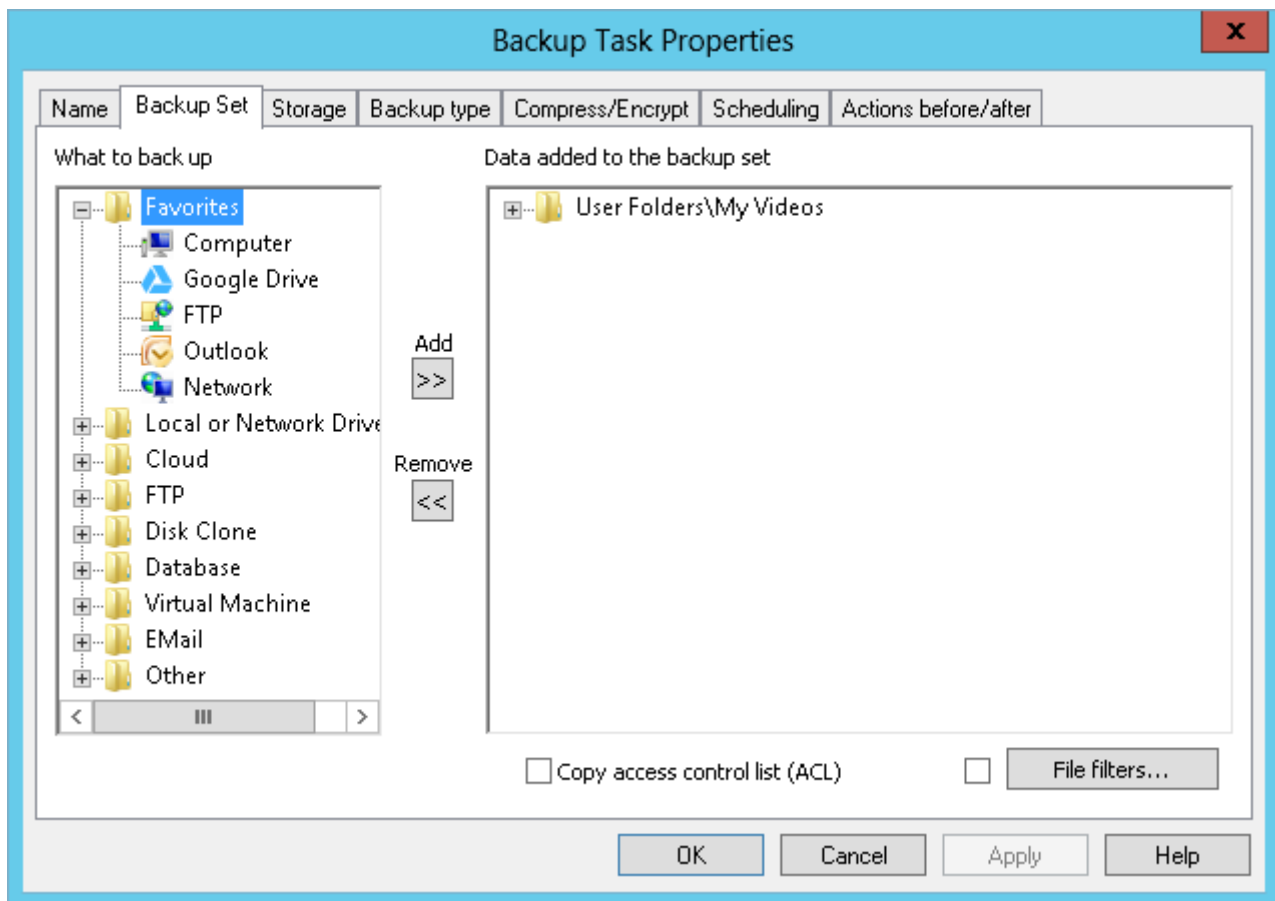 Backup Task Properties
x
Name Backup Set Storage Backup type Compress/Encrypt Scheduling Actions before/after
What to back up
Data added to the backup set
Favorites
Computer
Google Drive
FTP
Outlook
Network
Local or Network Drive
Cloud
FTP
Disk Clone
Database
Virtual Machine
EMail
Other
Add
>>
Remove
<<
User Folders\My Videos
Copy access control list (ACL)
File filters...
OK Cancel Apply Help